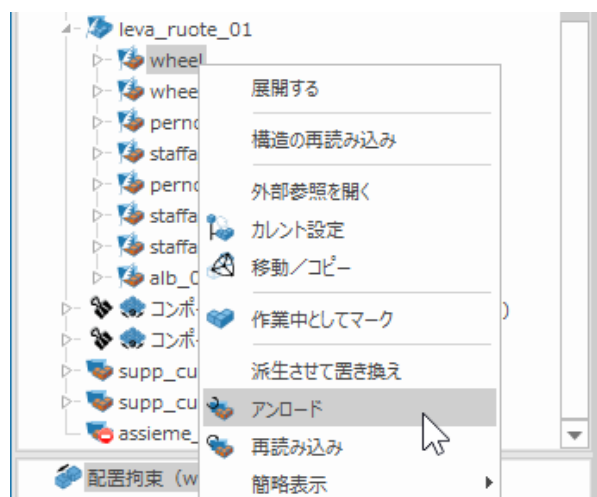 leva_ruote_01
wheel
whee
perno
staffa
perno
staffa
staffa
alb_0
コンポー
)
コンポー
supp_cu
supp_cu
assieme_
配置拘束（w
展開する
構造の再読み込み
外部参照を開く
カレント設定
移動／コピー
作業中としてマーク
派生させて置き換え
アンロード
再読み込み
簡略表示